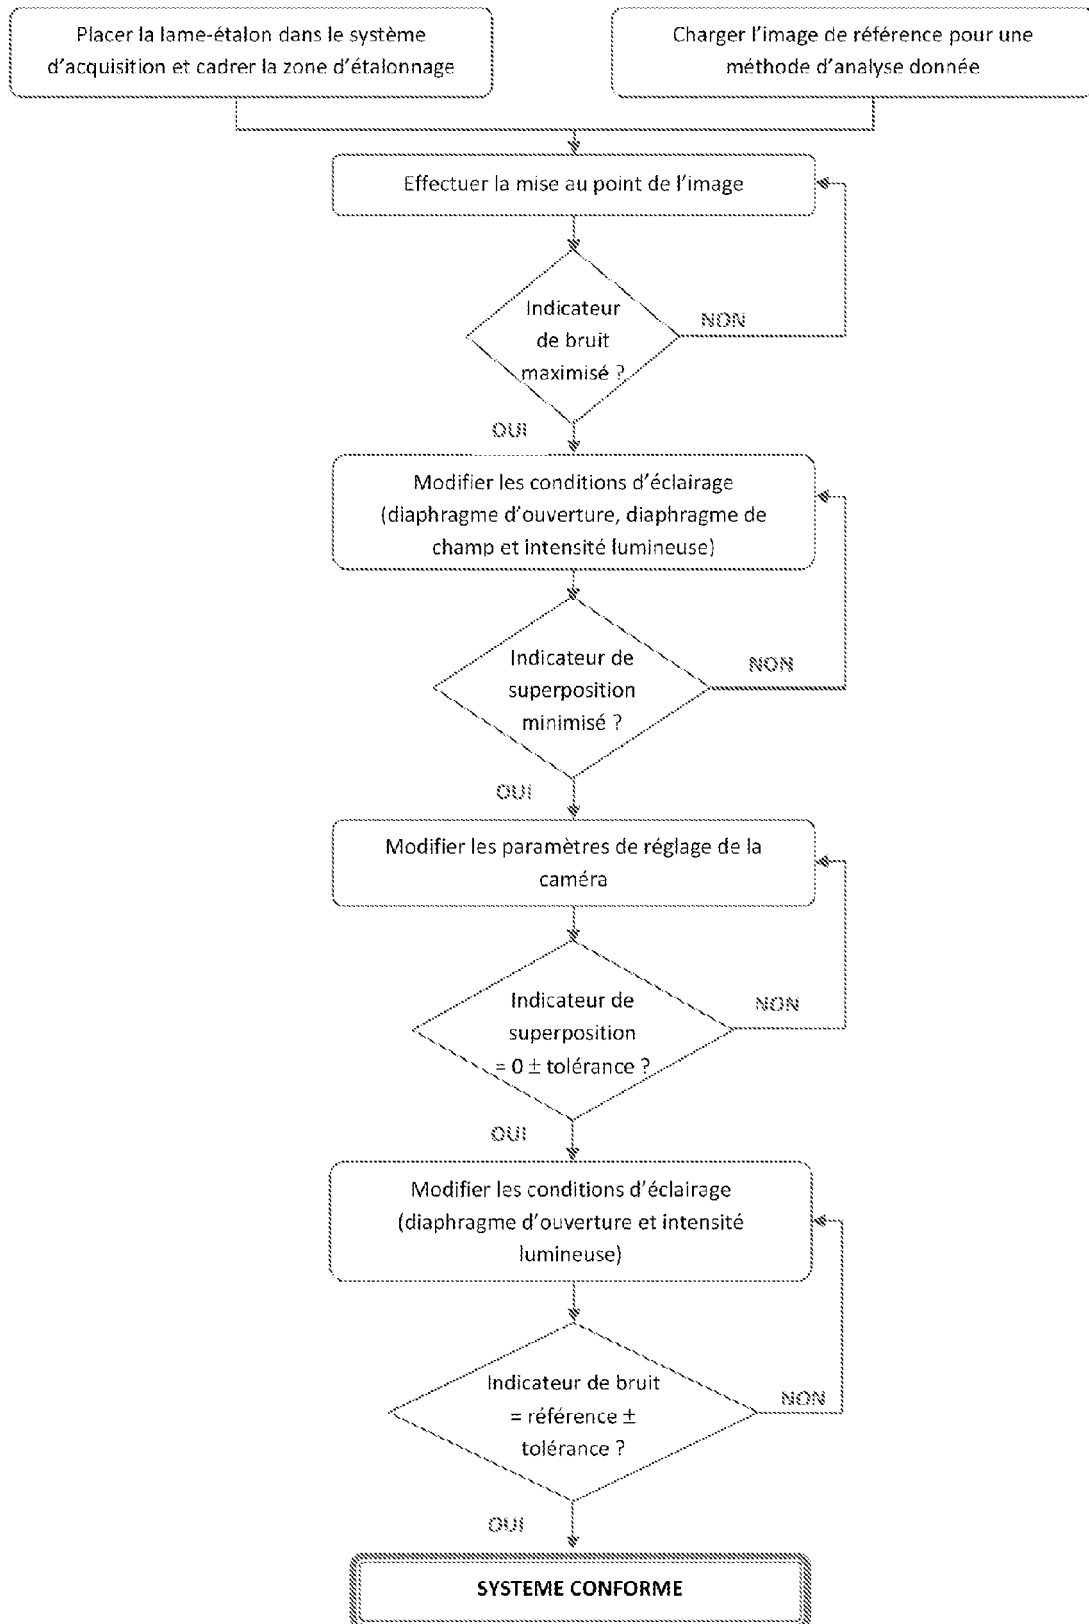 Placer la lame-étalon dans le système
d'acquisition et cadrer la zone d'étalonnage
Charger l'image de référence pour une
méthode d'analyse donnée
Effectuer la mise au point de l'image
Indicateur
de bruit
maximisé ?
NON
OUI
Modifier les conditions d'éclairage
(diaphragme d'ouverture, diaphragme de
champ et intensité lumineuse)
Indicateur de
superposition
minimisé ?
NON
OUI
Modifier les paramètres de réglage de la
caméra
Indicateur de
superposition
= 0 ± tolérance ?
NON
OUI
Modifier les conditions d'éclairage
(diaphragme d'ouverture et intensité
lumineuse)
Indicateur de bruit
= référence ±
tolérance ?
NON
OUI
SYSTEME CONFORME